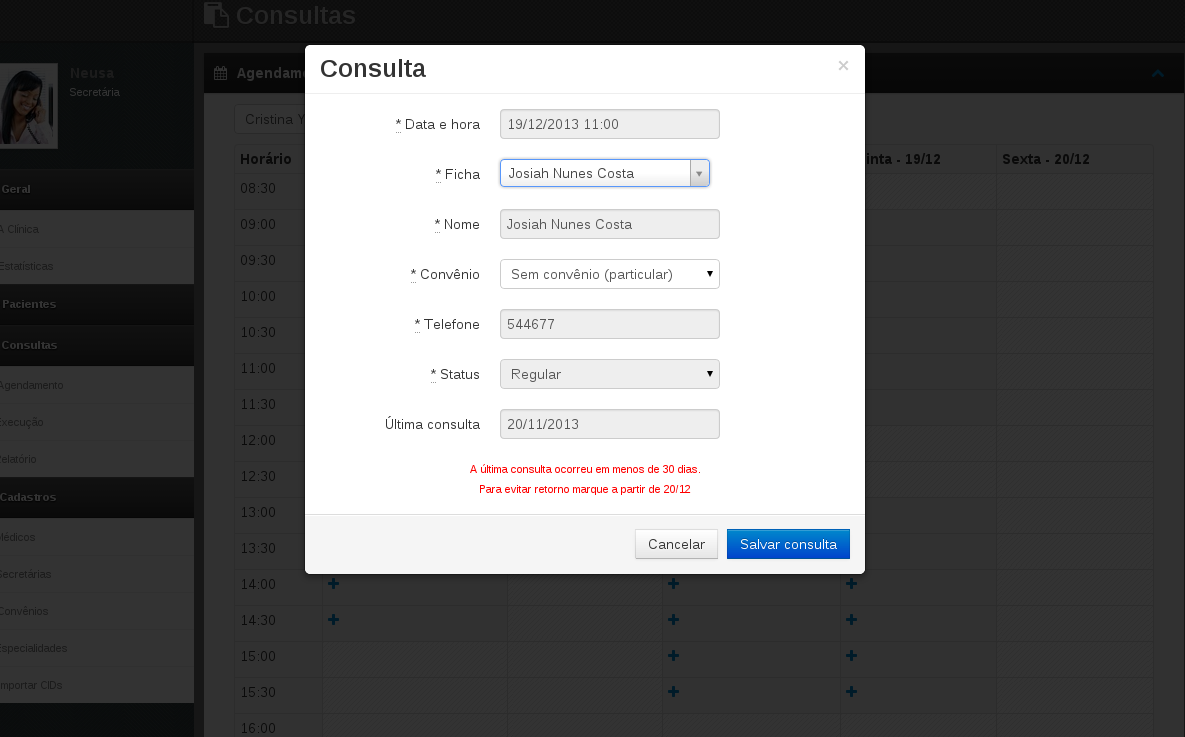 Consultas
Neusa
Secretária
Geral
A Clínica
Estatísticas
Pacientes
Consultas
Agendamento
Execução
Relatório
Cadastros
Médicos
Secretárias
Convênios
Especialidades
Importar CIDs
Agendam
Cristina Y
Horário
inta - 19/12
Sexta - 20/12
08:30
09:00
09:30
10:00
10:30
11:00
11:30
12:00
12:30
13:00
13:30
14:00
14:30
15:00
15:30
16:00
Consulta ×
* Data e hora 19/12/2013 11:00
* Ficha Josiah Nunes Costa
* Nome Josiah Nunes Costa
* Convênio Sem convênio (particular)
* Telefone 544677
* Status Regular
Última consulta 20/11/2013
A última consulta ocorreu em menos de 30 dias.
Para evitar retorno marque a partir de 20/12
Cancelar Salvar consulta